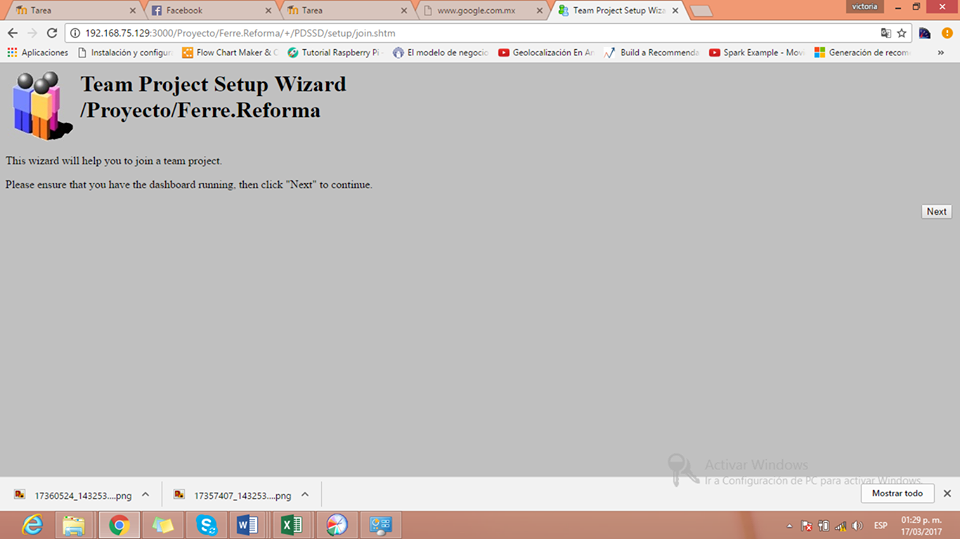 Tarea
Facebook
Tarea
www.google.com.mx
Team Project Setup Wiza
victoria
192.168.75.129:3000/Proyecto/Ferre.Reforma/+/PDSSD/setup/join.shtm
Aplicaciones
Instalación y configur
Flow Chart Maker & O
Tutorial Raspberry Pi -
El modelo de negocio
Geolocalización En An
Build a Recommenda
Spark Example - Movi
Generación de recom
»
Team Project Setup Wizard
/Proyecto/Ferre.Reforma
This wizard will help you to join a team project.
Please ensure that you have the dashboard running, then click "Next" to continue.
Next
Activar Windows
Ir a Configuración de PC para activar Windows.
17360524_143253....png
17357407_143253....png
Mostrar todo
ESP
01:29 p. m.
17/03/2017